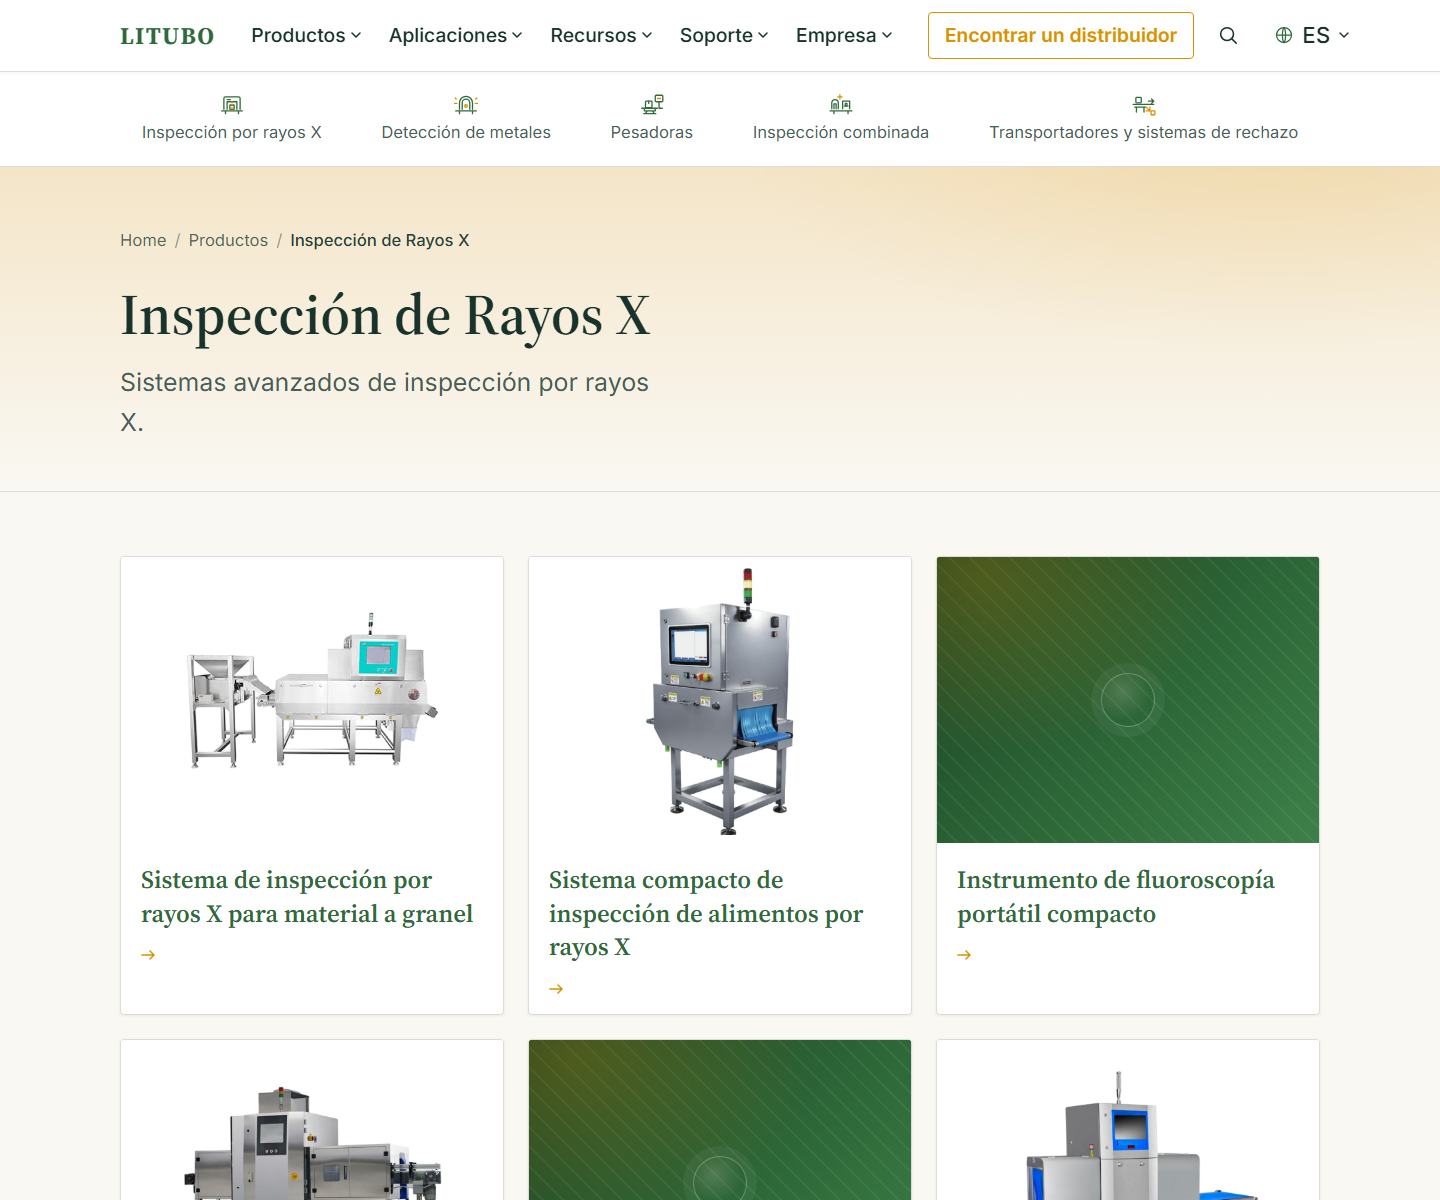 LITUBO
Productos
Aplicaciones
Recursos
Soporte
Empresa
Encontrar un distribuidor
ES
Inspección por rayos X
Detección de metales
Pesadoras
Inspección combinada
Transportadores y sistemas de rechazo
Home / Productos / Inspección de Rayos X
Inspección de Rayos X
Sistemas avanzados de inspección por rayos
X.
Sistema de inspección por
rayos X para material a granel
→
Sistema compacto de
inspección de alimentos por
rayos X
→
Instrumento de fluoroscopía
portátil compacto
→